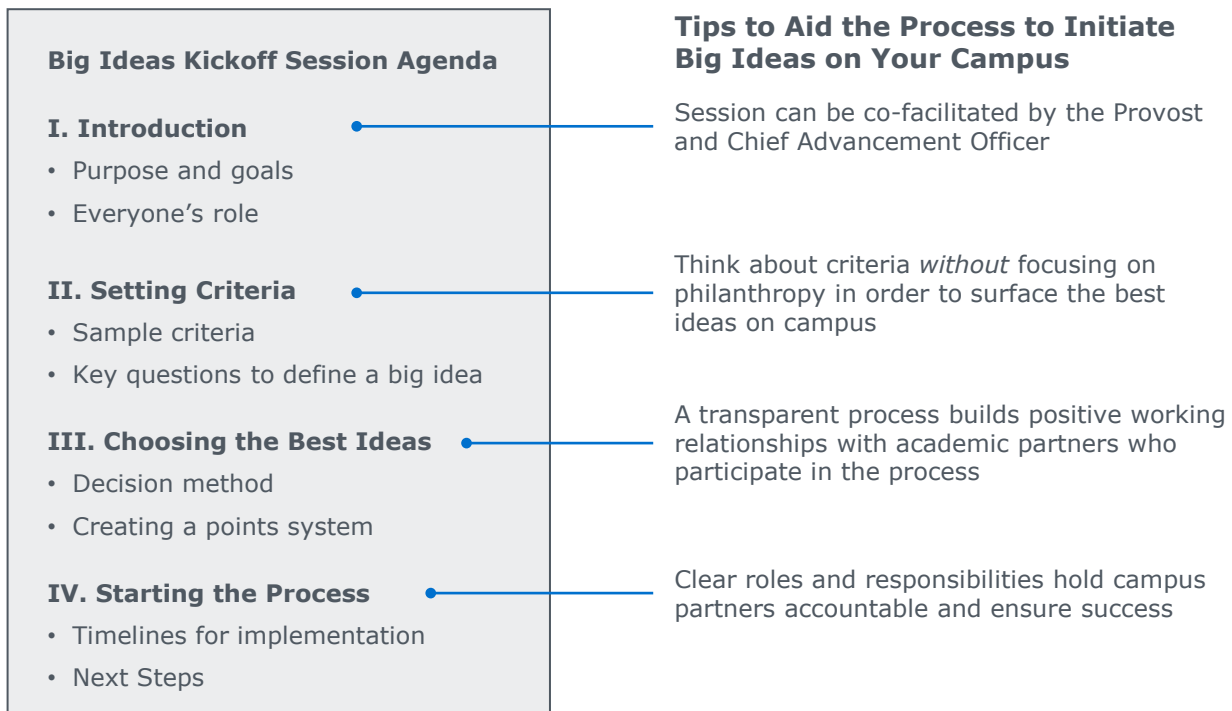 Big Ideas Kickoff Session Agenda
I. Introduction
• Purpose and goals
• Everyone’s role
II. Setting Criteria
• Sample criteria
• Key questions to define a big idea
III. Choosing the Best Ideas
• Decision method
• Creating a points system
IV. Starting the Process
• Timelines for implementation
• Next Steps
Tips to Aid the Process to Initiate
Big Ideas on Your Campus
Session can be co-facilitated by the Provost
and Chief Advancement Officer
Think about criteria without focusing on
philanthropy in order to surface the best
ideas on campus
A transparent process builds positive working
relationships with academic partners who
participate in the process
Clear roles and responsibilities hold campus
partners accountable and ensure success